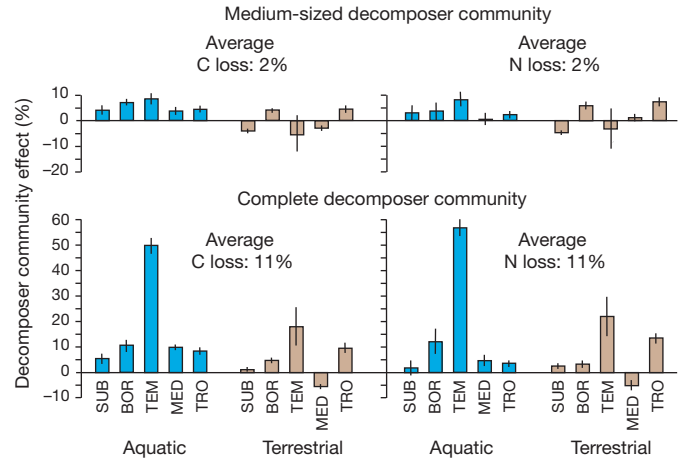 Medium-sized decomposer community
Average
C loss: 2%
Average
N loss: 2%
Decomposer community effect (%)
10
0
–10
–20
Complete decomposer community
Average
C loss: 11%
Average
N loss: 11%
60
50
40
30
20
10
0
–10
SUB BOR TEM MED TRO SUB BOR TEM MED TRO SUB BOR TEM MED TRO SUB BOR TEM MED TRO
Aquatic Terrestrial Aquatic Terrestrial